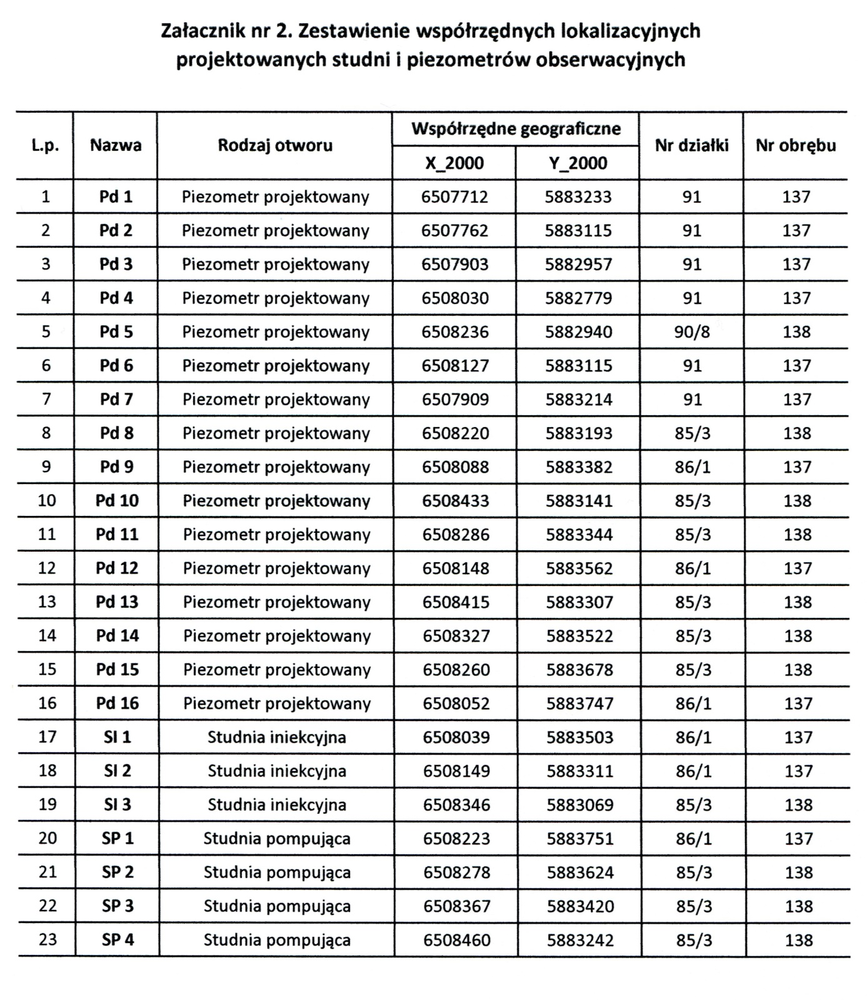 Załacznik nr 2. Zestawienie współrzędnych lokalizacyjnych
projektowanych studni i piezometrów obserwacyjnych
L.p. Nazwa Rodzaj otworu Współrzędne geograficzne Nr działki Nr obrębu
X_2000 Y_2000
1 Pd 1 Piezometr projektowany 6507712 5883233 91 137
2 Pd 2 Piezometr projektowany 6507762 5883115 91 137
3 Pd 3 Piezometr projektowany 6507903 5882957 91 137
4 Pd 4 Piezometr projektowany 6508030 5882779 91 137
5 Pd 5 Piezometr projektowany 6508236 5882940 90/8 138
6 Pd 6 Piezometr projektowany 6508127 5883115 91 137
7 Pd 7 Piezometr projektowany 6507909 5883214 91 137
8 Pd 8 Piezometr projektowany 6508220 5883193 85/3 138
9 Pd 9 Piezometr projektowany 6508088 5883382 86/1 137
10 Pd 10 Piezometr projektowany 6508433 5883141 85/3 138
11 Pd 11 Piezometr projektowany 6508286 5883344 85/3 138
12 Pd 12 Piezometr projektowany 6508148 5883562 86/1 137
13 Pd 13 Piezometr projektowany 6508415 5883307 85/3 138
14 Pd 14 Piezometr projektowany 6508327 5883522 85/3 138
15 Pd 15 Piezometr projektowany 6508260 5883678 85/3 138
16 Pd 16 Piezometr projektowany 6508052 5883747 86/1 137
17 SI 1 Studnia iniekcyjna 6508039 5883503 86/1 137
18 SI 2 Studnia iniekcyjna 6508149 5883311 86/1 137
19 SI 3 Studnia iniekcyjna 6508346 5883069 85/3 138
20 SP 1 Studnia pompująca 6508223 5883751 86/1 137
21 SP 2 Studnia pompująca 6508278 5883624 85/3 138
22 SP 3 Studnia pompująca 6508367 5883420 85/3 138
23 SP 4 Studnia pompująca 6508460 5883242 85/3 138